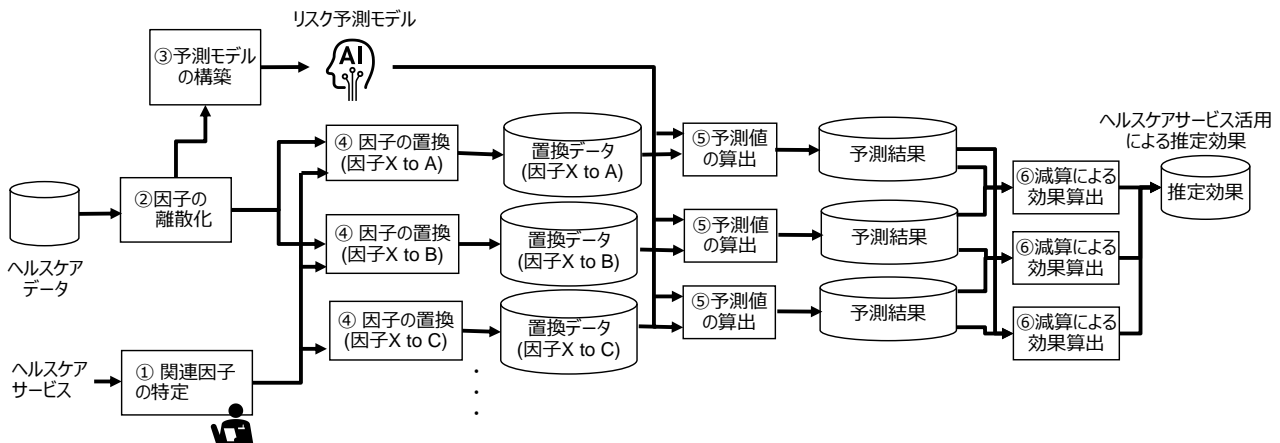 リスク予測モデル
③予測モデル
の構築
AI
④ 因子の置換
(因子X to A)
置換データ
(因子X to A)
⑤予測値
の算出
予測結果
ヘルスケアサービス活用
による推定効果
②因子の
離散化
⑥減算による
効果算出
推定効果
④ 因子の置換
(因子X to B)
置換データ
(因子X to B)
⑤予測値
の算出
予測結果
⑥減算による
効果算出
ヘルスケア
データ
④ 因子の置換
(因子X to C)
置換データ
(因子X to C)
⑤予測値
の算出
予測結果
⑥減算による
効果算出
ヘルスケア
サービス
① 関連因子
の特定